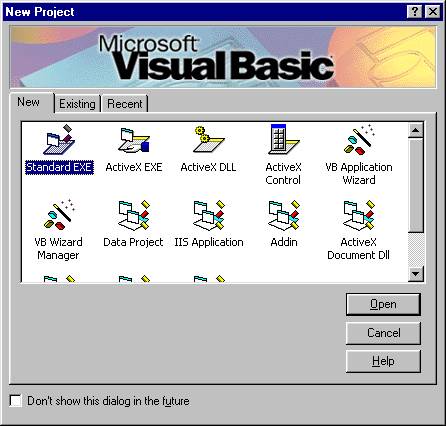 New Project
Microsoft
Visual Basic
New Existing Recent
Standard EXE ActiveX EXE ActiveX DLL ActiveX Control VB Application Wizard
VB Wizard Manager Data Project IIS Application Addin ActiveX Document Dll
Open
Cancel
Help
Don't show this dialog in the future